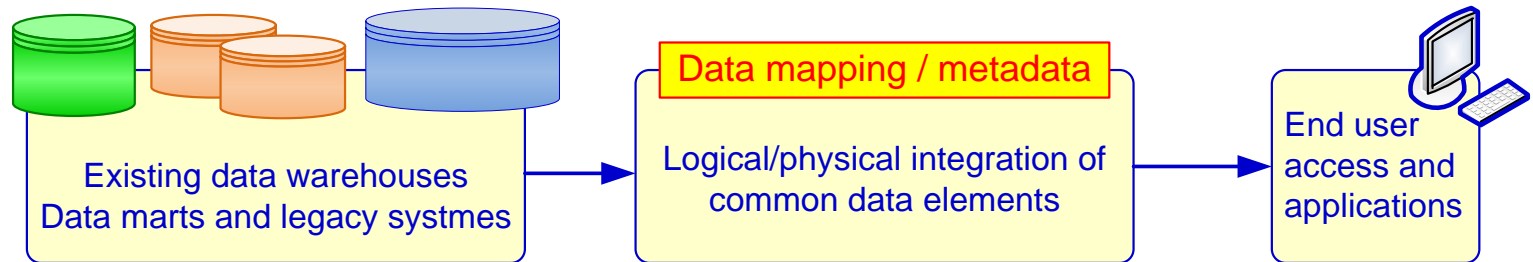 Existing data warehouses
Data marts and legacy systmes
Data mapping / metadata
Logical/physical integration of
common data elements
End user
access and
applications